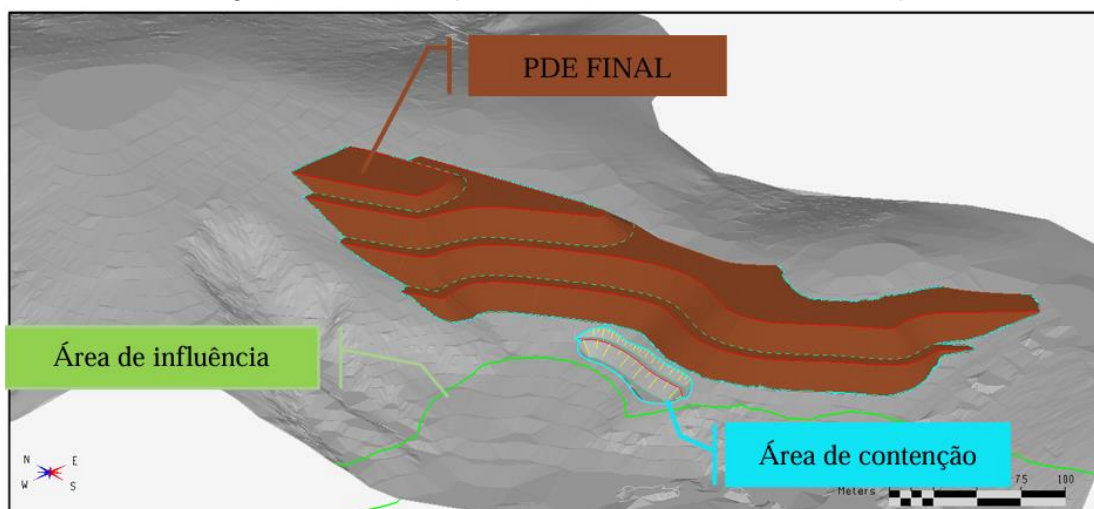 PDE FINAL
Área de influência
Área de contenção
N E
W S
75 100
Meters